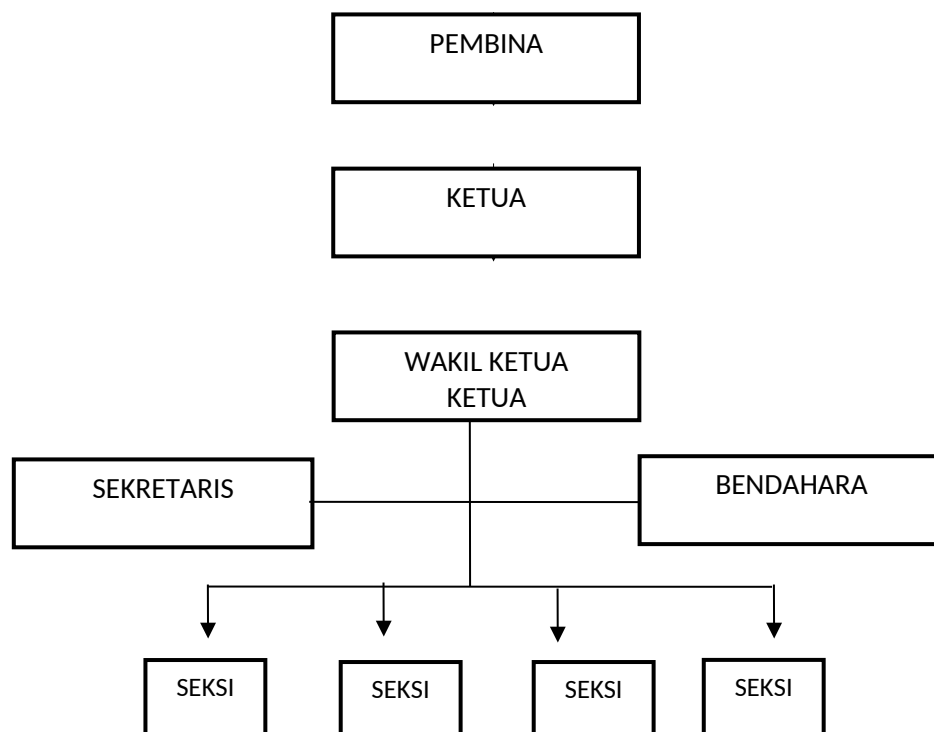 PEMBINA
KETUA
WAKIL KETUA
KETUA
SEKRETARIS
BENDAHARA
SEKSI
SEKSI
SEKSI
SEKSI